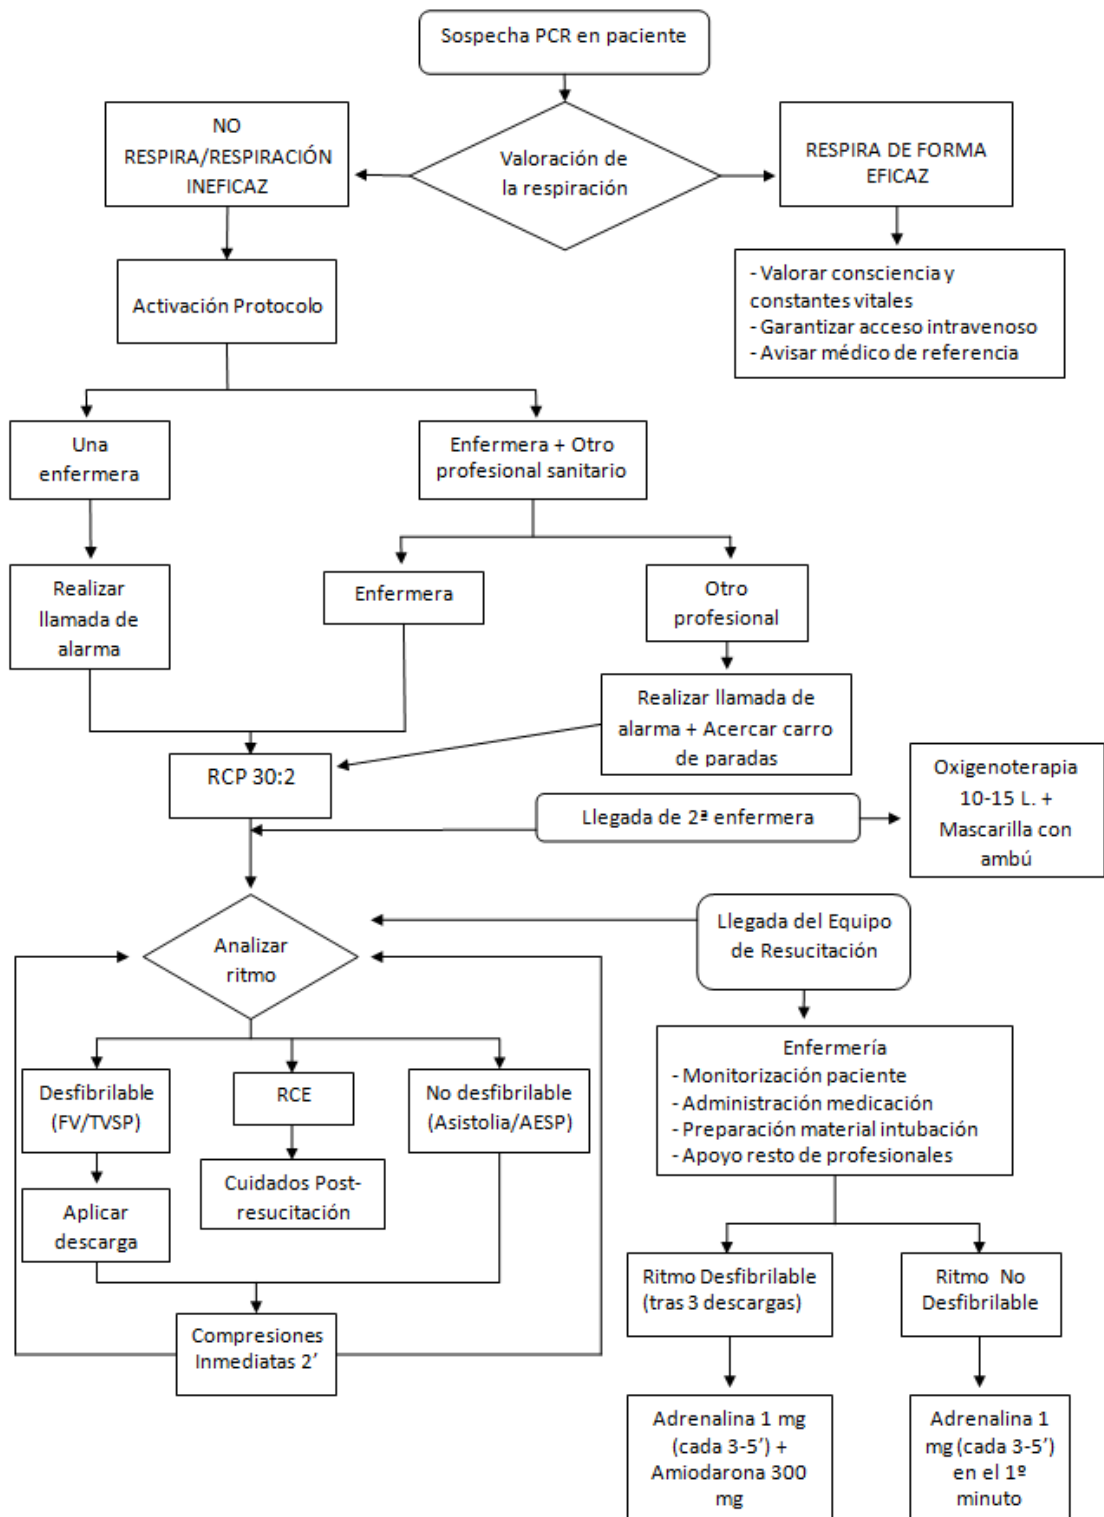 Sospecha PCR en paciente
NO
RESPIRA/RESPIRACIÓN
INEFICAZ
Valoración de
la respiración
RESPIRA DE FORMA
EFICAZ
Activación Protocolo
- Valorar consciencia y
constantes vitales
- Garantizar acceso intravenoso
- Avisar médico de referencia
Una
enfermera
Enfermera + Otro
profesional sanitario
Realizar
llamada de
alarma
Enfermera
Otro
profesional
Realizar llamada de
alarma + Acercar carro
de paradas
RCP 30:2
Llegada de 2ª enfermera
Oxigenoterapia
10-15 L. +
Mascarilla con
ambú
Analizar
ritmo
Llegada del Equipo
de Resucitación
Desfibrilable
(FV/TVSP)
RCE
No desfibrilable
(Asistolia/AESP)
Enfermería
- Monitorización paciente
- Administración medicación
- Preparación material intubación
- Apoyo resto de profesionales
Aplicar
descarga
Cuidados Post-
resucitación
Compresiones
Inmediatas 2’
Ritmo Desfibrilable
(tras 3 descargas)
Ritmo No
Desfibrilable
Adrenalina 1 mg
(cada 3-5’) +
Amiodarona 300
mg
Adrenalina 1
mg (cada 3-5’)
en el 1º
minuto